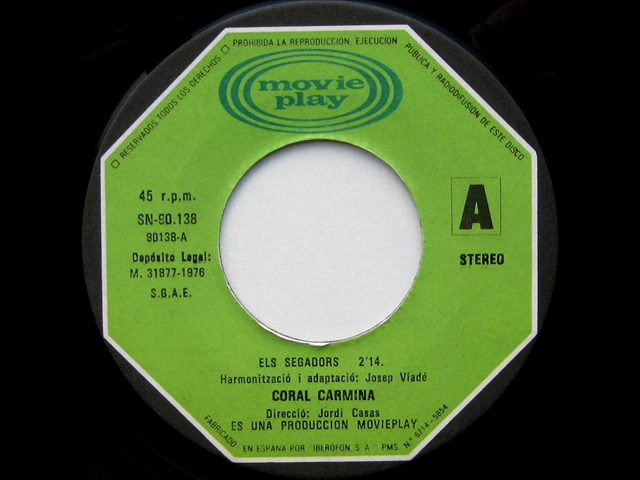 □ RESERVADOS TODOS LOS DERECHOS □ PROHIBIDA LA REPRODUCCION, EJECUCION PUBLICA Y RADIODIFUSION DE ESTE DISCO
movie
play
45 r.p.m.
SN-90.138
90138-A
Depósito Legal:
M. 31877-1976
S.G.A.E.
A
STEREO
ELS SEGADORS 2'14.
Harmonització i adaptació: Josep Viadé
CORAL CARMINA
Direcció: Jordi Casas
ES UNA PRODUCCION MOVIEPLAY
FABRICADO EN ESPAÑA POR IBEROFON, S.A. PMS. N.º 6714-5854